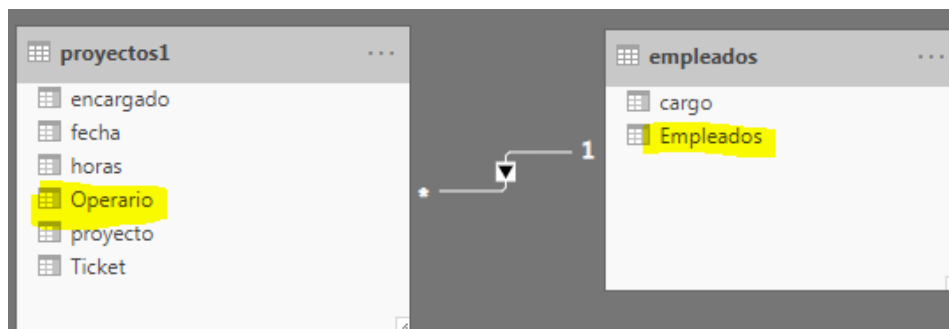 proyectos1
encargado
fecha
horas
Operario
proyecto
Ticket
* 1
empleados
cargo
Empleados